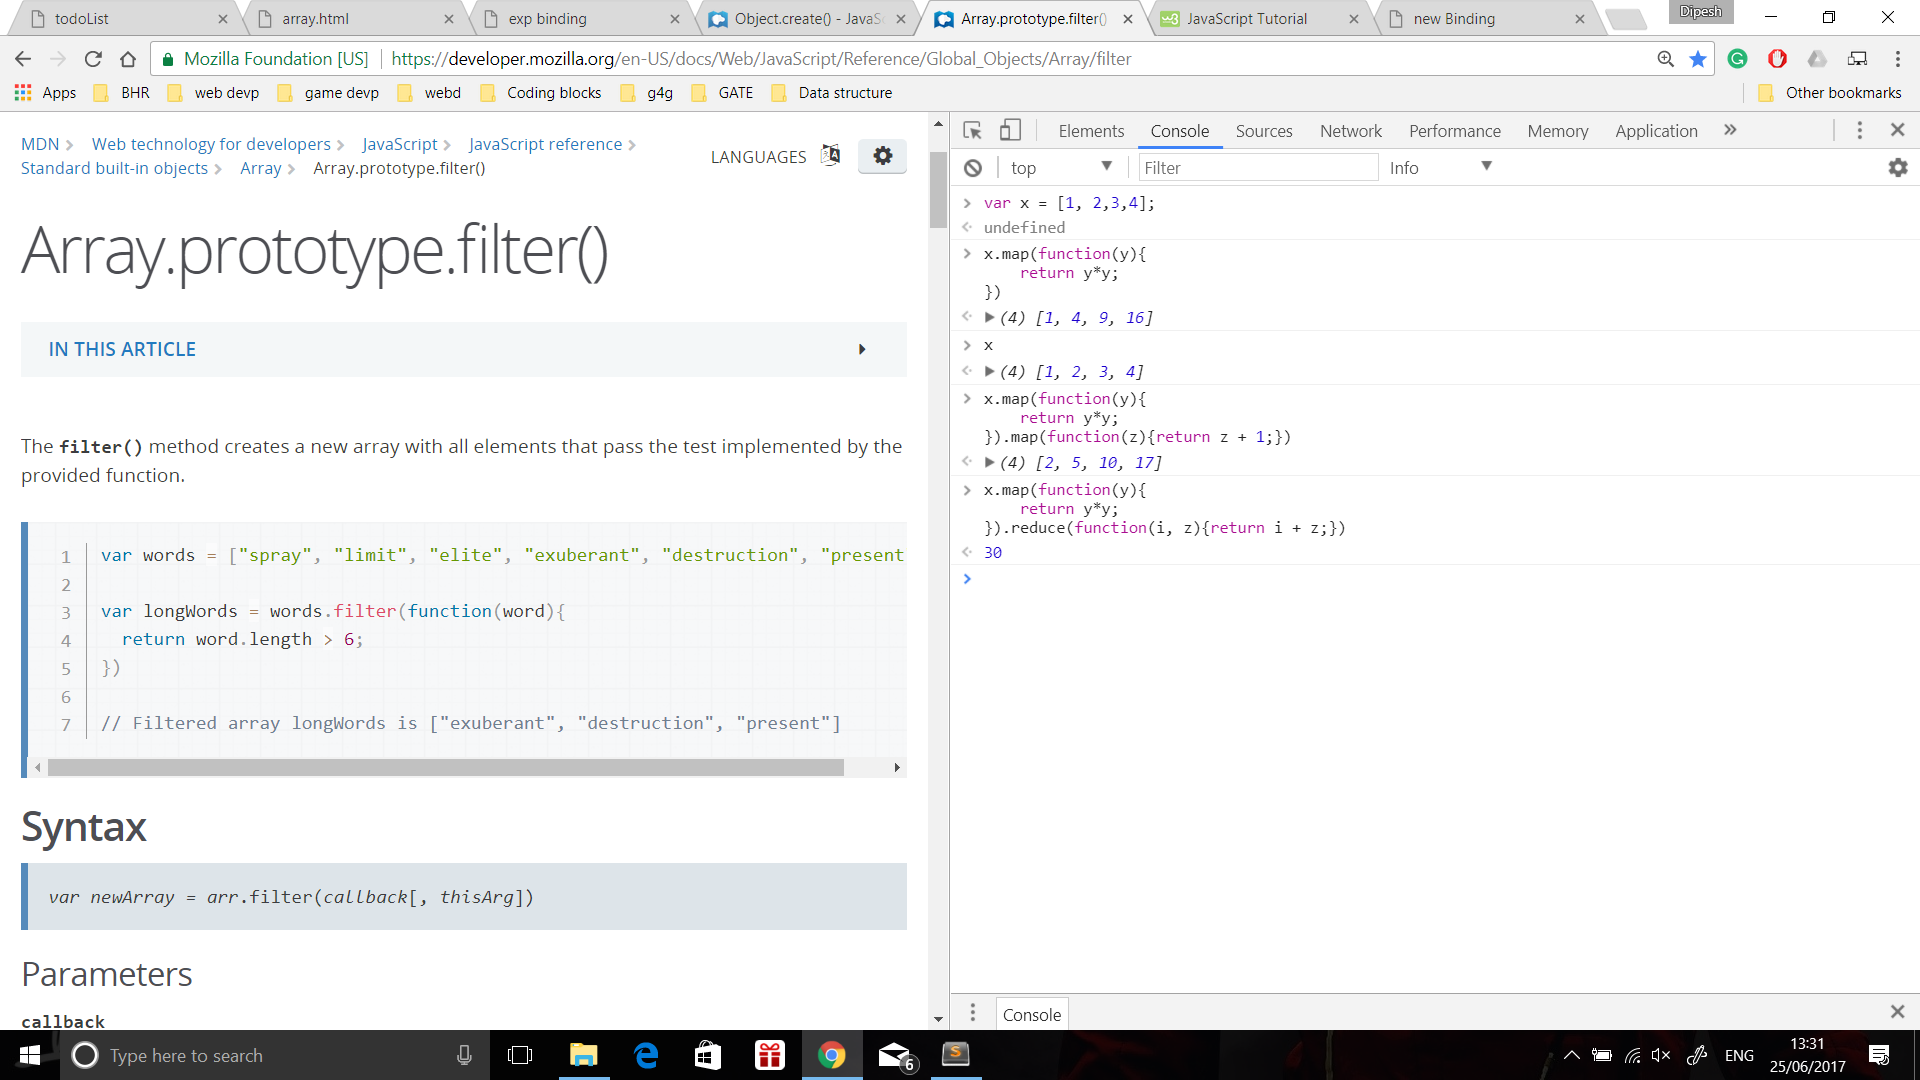 todoList
array.html
exp binding
Object.create() - JavaSc
Array.prototype.filter()
w3 JavaScript Tutorial
new Binding
Dipesh
Mozilla Foundation [US] https://developer.mozilla.org/en-US/docs/Web/JavaScript/Reference/Global_Objects/Array/filter
Apps BHR web devp game devp webd Coding blocks g4g GATE Data structure Other bookmarks
MDN Web technology for developers JavaScript JavaScript reference
Standard built-in objects Array Array.prototype.filter()
LANGUAGES
Array.prototype.filter()
IN THIS ARTICLE
The filter() method creates a new array with all elements that pass the test implemented by the
provided function.
1 var words = ["spray", "limit", "elite", "exuberant", "destruction", "present
2
3 var longWords = words.filter(function(word){
4 return word.length > 6;
5 })
6
7 // Filtered array longWords is ["exuberant", "destruction", "present"]
Syntax
var newArray = arr.filter(callback[, thisArg])
Parameters
callback
Elements Console Sources Network Performance Memory Application »
top Filter Info
> var x = [1, 2,3,4];
undefined
> x.map(function(y){
return y*y;
})
(4) [1, 4, 9, 16]
> x
(4) [1, 2, 3, 4]
> x.map(function(y){
return y*y;
}).map(function(z){return z + 1;})
(4) [2, 5, 10, 17]
> x.map(function(y){
return y*y;
}).reduce(function(i, z){return i + z;})
30
>
Console
Type here to search
6
ENG
13:31
25/06/2017